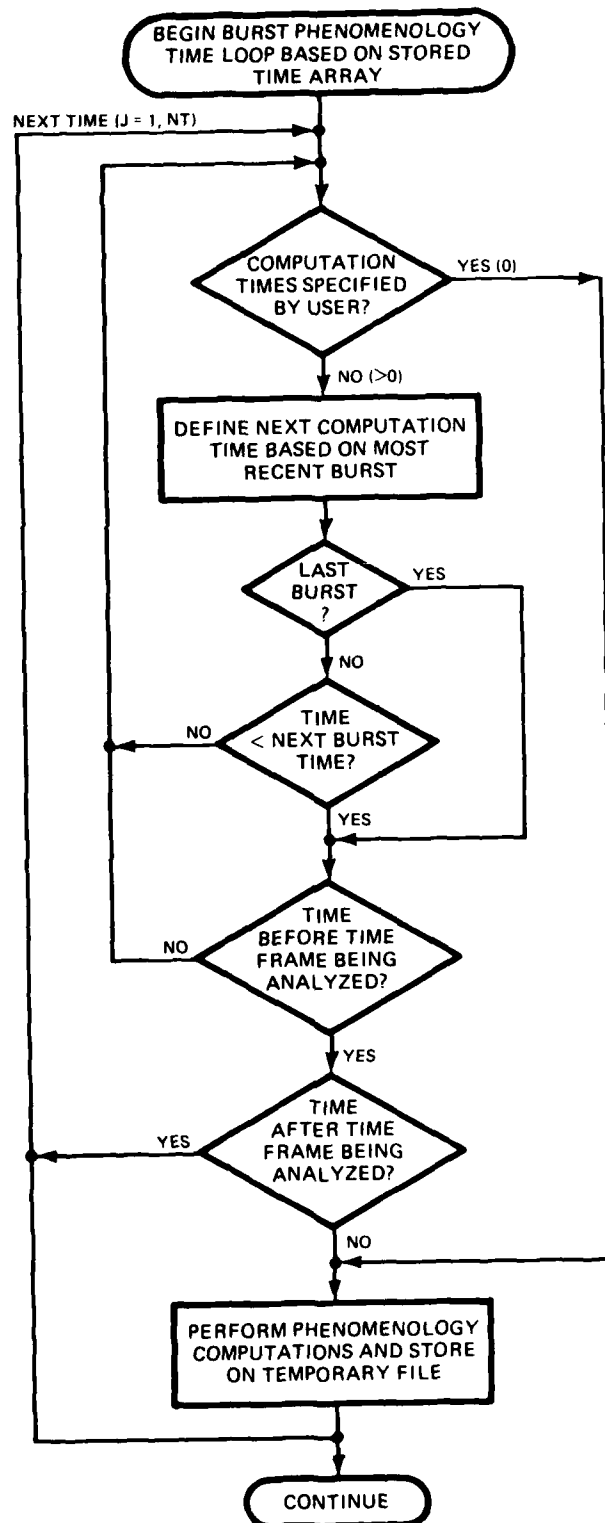 BEGIN BURST PHENOMENOLOGY
TIME LOOP BASED ON STORED
TIME ARRAY
NEXT TIME (J = 1, NT)
COMPUTATION
TIMES SPECIFIED
BY USER?
YES (0)
NO (>0)
DEFINE NEXT COMPUTATION
TIME BASED ON MOST
RECENT BURST
LAST
BURST
?
YES
NO
TIME
< NEXT BURST
TIME?
NO
YES
TIME
BEFORE TIME
FRAME BEING
ANALYZED?
NO
YES
TIME
AFTER TIME
FRAME BEING
ANALYZED?
YES
NO
PERFORM PHENOMENOLOGY
COMPUTATIONS AND STORE
ON TEMPORARY FILE
CONTINUE